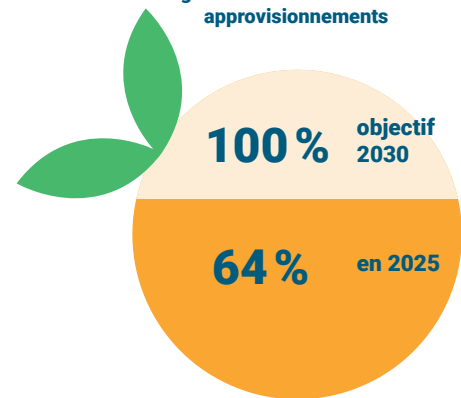 approvisionnements
100 %
objectif
2030
64 %
en 2025